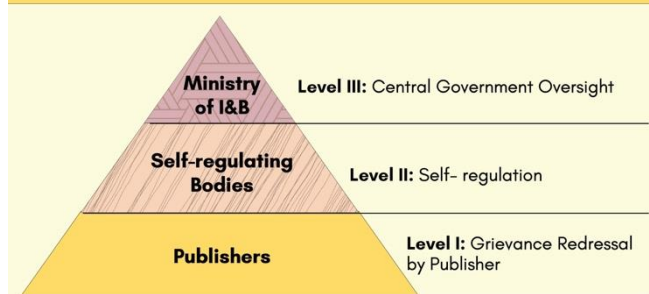 Ministry
of I&B
Level III: Central Government Oversight
Self-regulating
Bodies
Level II: Self- regulation
Publishers
Level I: Grievance Redressal
by Publisher